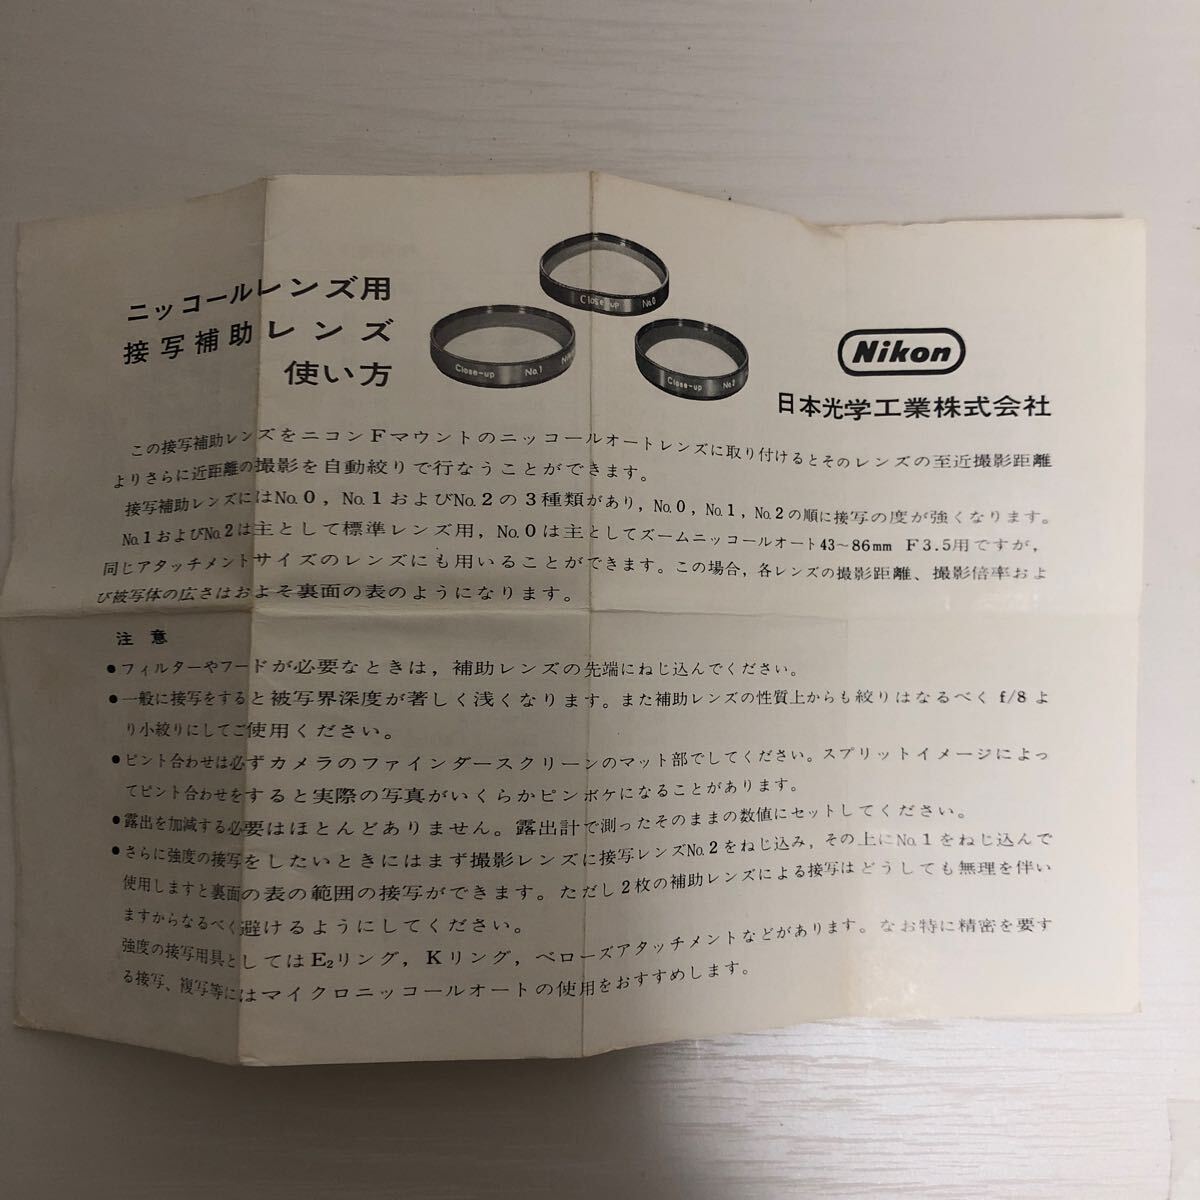 ニッコールレンズ用
接写補助レンズ
使い方
Close-up No.0
Close-up No.1
Close-up No.2
Nikon
日本光学工業株式会社
この接写補助レンズをニコンFマウントのニッコールオートレンズに取り付けるとそのレンズの至近撮影距離
よりさらに近距離の撮影を自動絞りで行なうことができます。
接写補助レンズにはNo.0，No.1およびNo.2の3種類があり，No.0，No.1，No.2の順に接写の度が強くなります。
No.1およびNo.2は主として標準レンズ用，No.0は主としてズームニッコールオート43〜86mm F3.5用ですが，
同じアタッチメントサイズのレンズにも用いることができます。この場合，各レンズの撮影距離、撮影倍率およ
び被写体の広さはおよそ裏面の表のようになります。
注意
●フィルターやフードが必要なときは，補助レンズの先端にねじ込んでください。
●一般に接写をすると被写界深度が著しく浅くなります。また補助レンズの性質上からも絞りはなるべく f/8 よ
り小絞りにしてご使用ください。
●ピント合わせは必ずカメラのファインダースクリーンのマット部でしてください。スプリットイメージによっ
てピント合わせをすると実際の写真がいくらかピンボケになることがあります。
●露出を加減する必要はほとんどありません。露出計で測ったそのままの数値にセットしてください。
●さらに強度の接写をしたいときにはまず撮影レンズに接写レンズNo.2をねじ込み，その上にNo.1をねじ込んで
使用しますと裏面の表の範囲の接写ができます。ただし2枚の補助レンズによる接写はどうしても無理を伴い
ますからなるべく避けるようにしてください。
強度の接写用具としてはE₂リング，Kリング，ベローズアタッチメントなどがあります。なお特に精密を要す
る接写、複写等にはマイクロニッコールオートの使用をおすすめします。